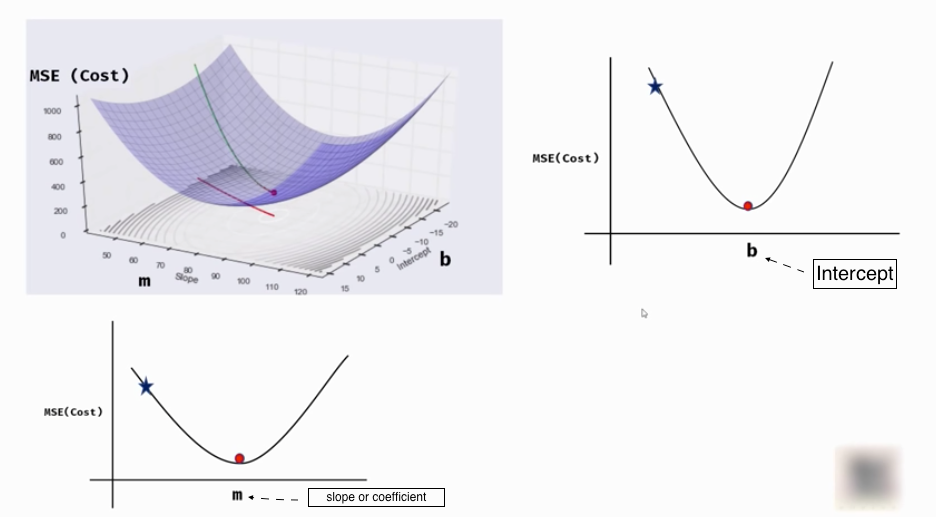 MSE (Cost)
1000
800
600
400
200
0
50
60
70
80
90
100
110
120
Slope
m
15
10
5
0
-5
-10
-15
-20
Intercept
b
MSE(Cost)
b
Intercept
MSE(Cost)
m
slope or coefficient